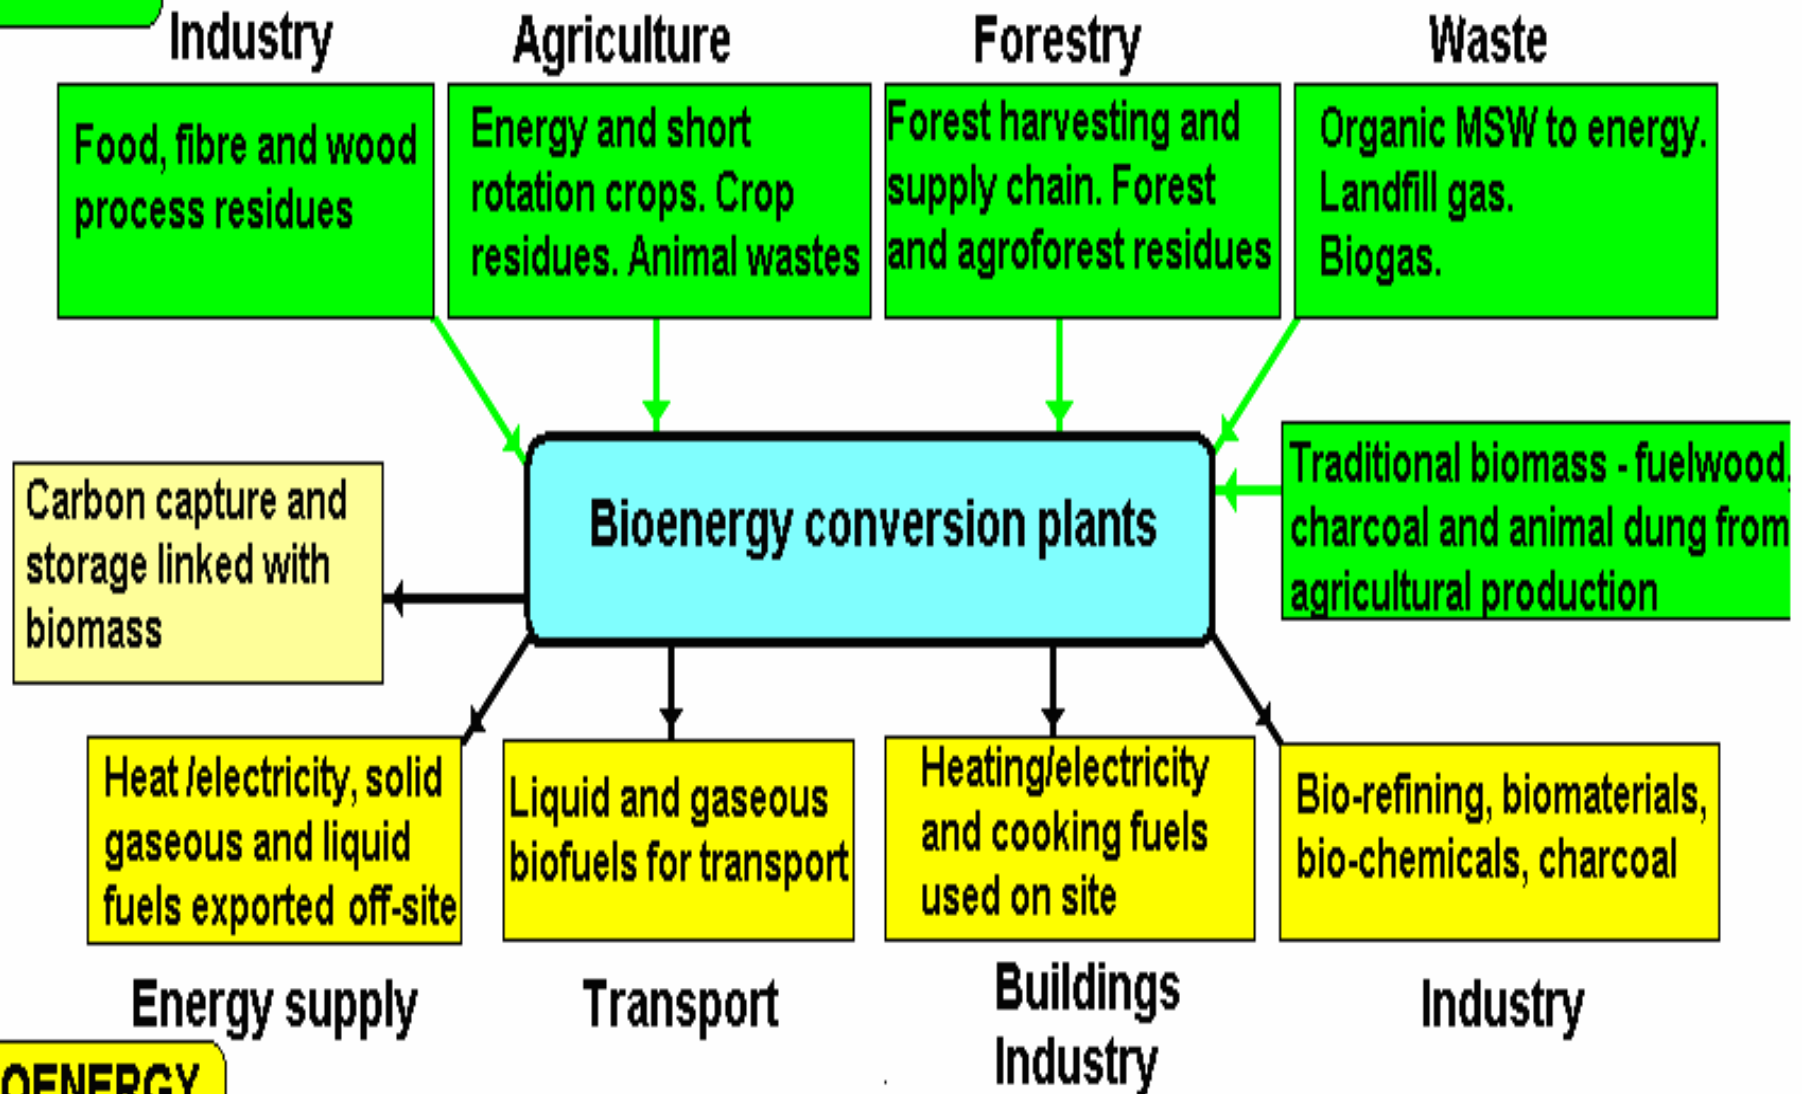 Industry
Agriculture
Forestry
Waste
Food, fibre and wood
process residues
Energy and short
rotation crops. Crop
residues. Animal wastes
Forest harvesting and
supply chain. Forest
and agroforest residues
Organic MSW to energy.
Landfill gas.
Biogas.
Traditional biomass - fuelwood,
charcoal and animal dung from
agricultural production
Bioenergy conversion plants
Carbon capture and
storage linked with
biomass
Heat /electricity, solid
gaseous and liquid
fuels exported off-site
Liquid and gaseous
biofuels for transport
Heating/electricity
and cooking fuels
used on site
Bio-refining, biomaterials,
bio-chemicals, charcoal
Energy supply
Transport
Buildings
Industry
Industry
OENERGY